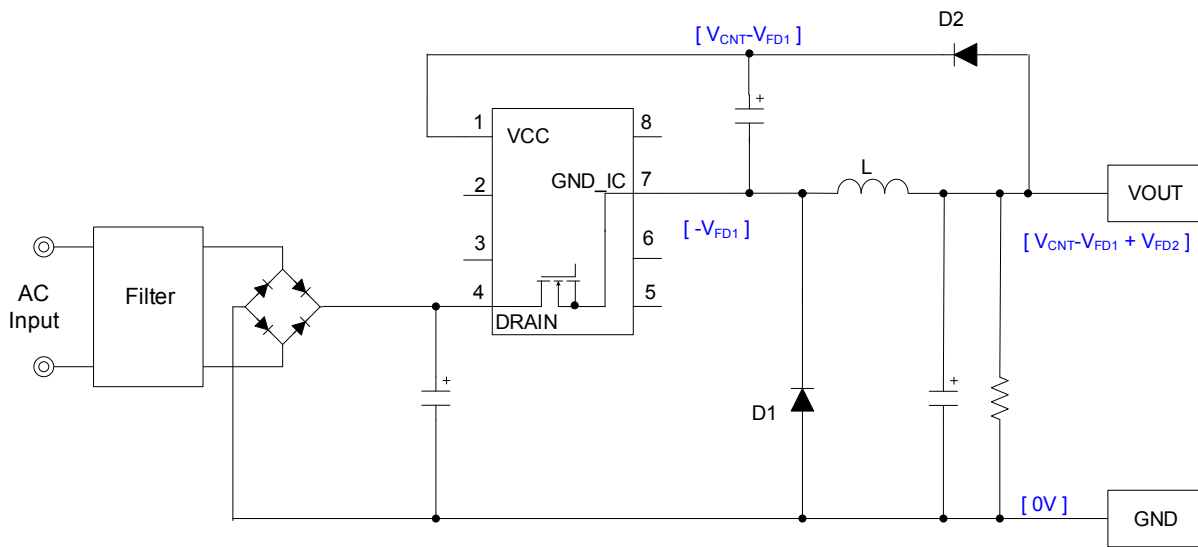 D2
[ VCNT-VFD1 ]
1 VCC 8
2
GND_IC 7
L
VOUT
[ -VFD1 ]
[ VCNT-VFD1 + VFD2 ]
3
6
4
5
DRAIN
AC
Input
Filter
+
+
+
D1
[ 0V ]
GND